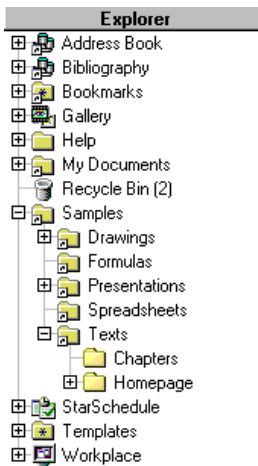 Explorer
Address Book
Bibliography
Bookmarks
Gallery
Help
My Documents
Recycle Bin (2)
Samples
Drawings
Formulas
Presentations
Spreadsheets
Texts
Chapters
Homepage
StarSchedule
Templates
Workplace